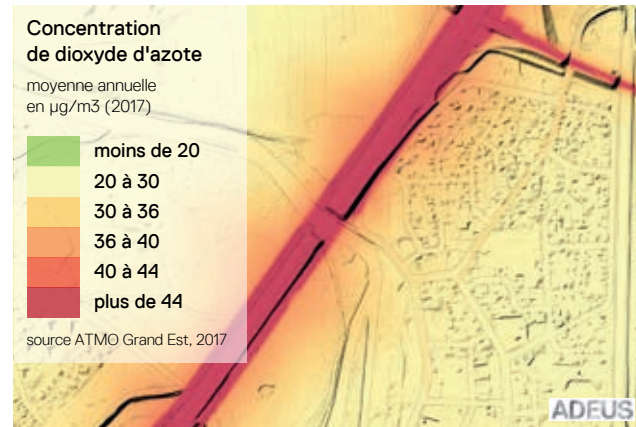 Concentration
de dioxyde d'azote
moyenne annuelle
en µg/m3 (2017)
moins de 20
20 à 30
30 à 36
36 à 40
40 à 44
plus de 44
source ATMO Grand Est, 2017
ADEUS